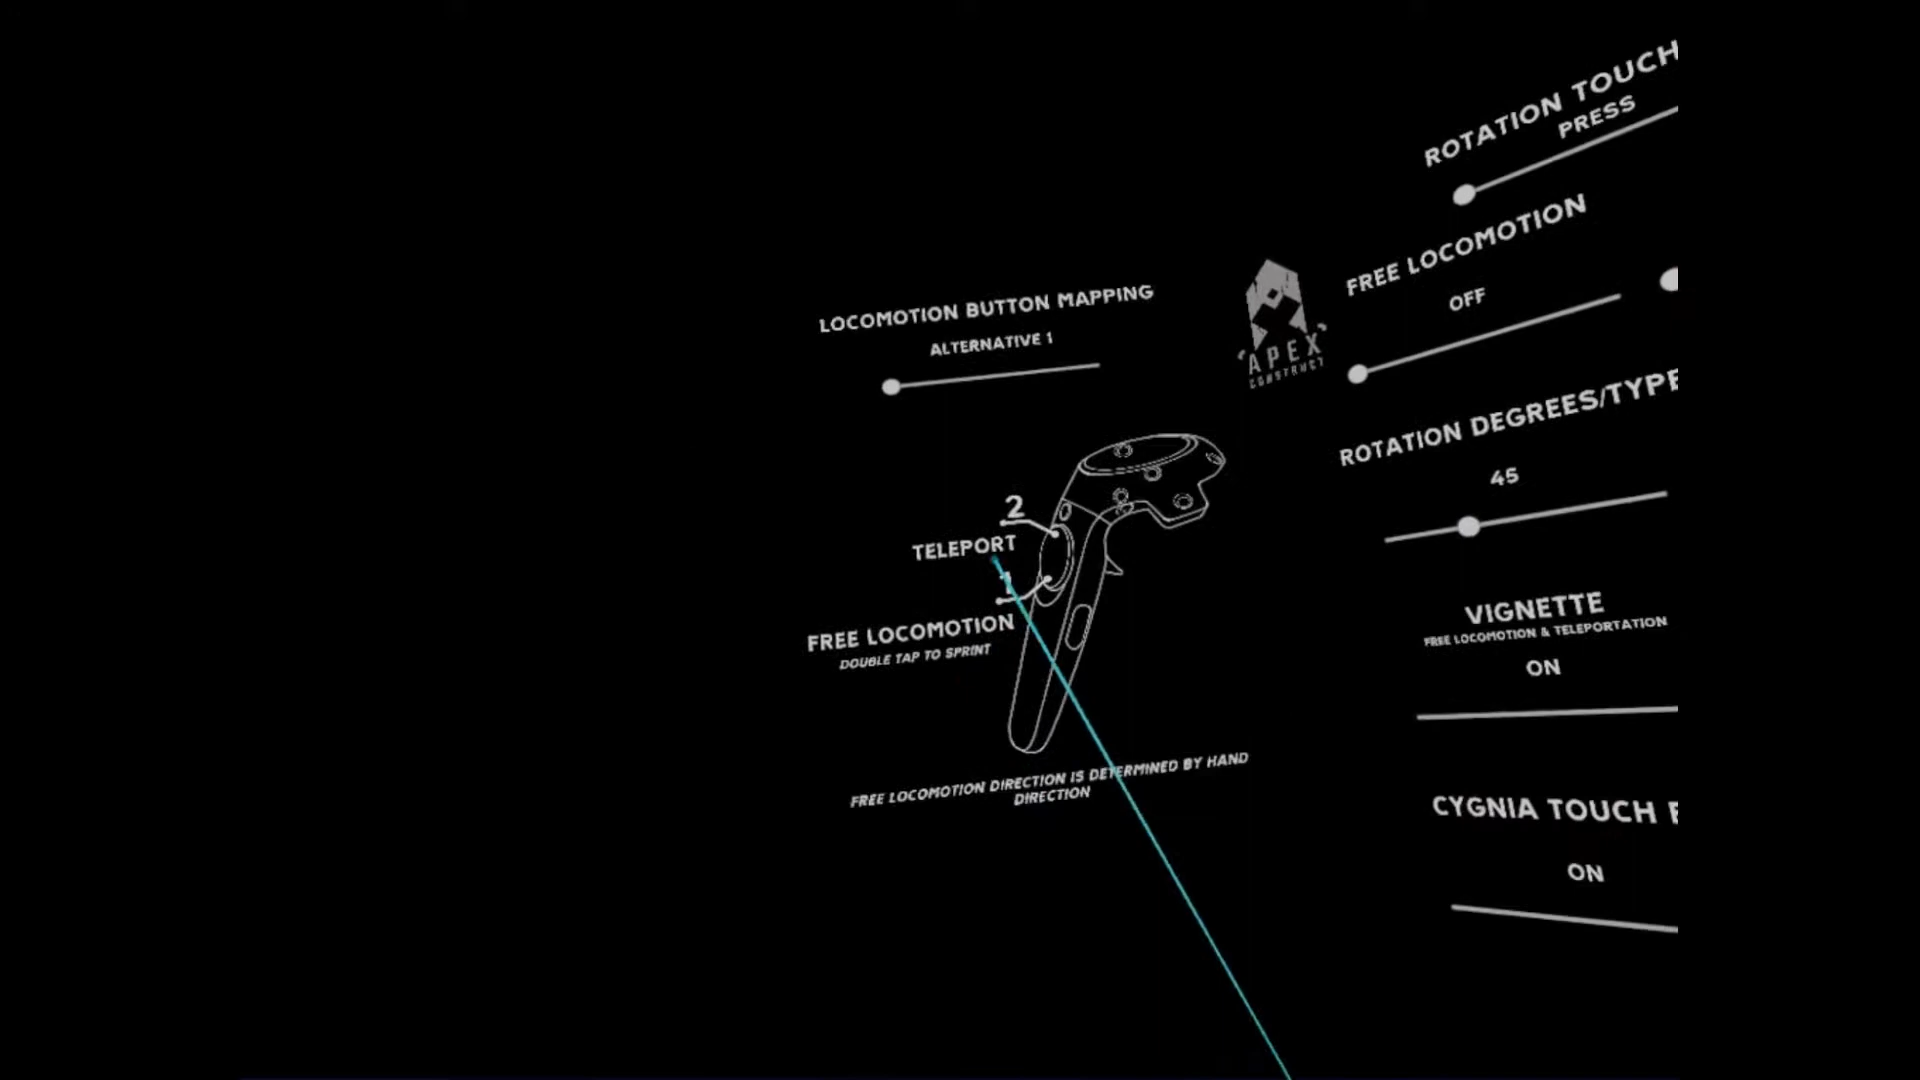 LOCOMOTION BUTTON MAPPING
ALTERNATIVE 1
2
TELEPORT
1
FREE LOCOMOTION
DOUBLE TAP TO SPRINT
FREE LOCOMOTION DIRECTION IS DETERMINED BY HAND
DIRECTION
APEX
CONSTRUCT
ROTATION TOUCH
PRESS
FREE LOCOMOTION
OFF
ROTATION DEGREES/TYPE
45
VIGNETTE
FREE LOCOMOTION & TELEPORTATION
ON
CYGNIA TOUCH
ON